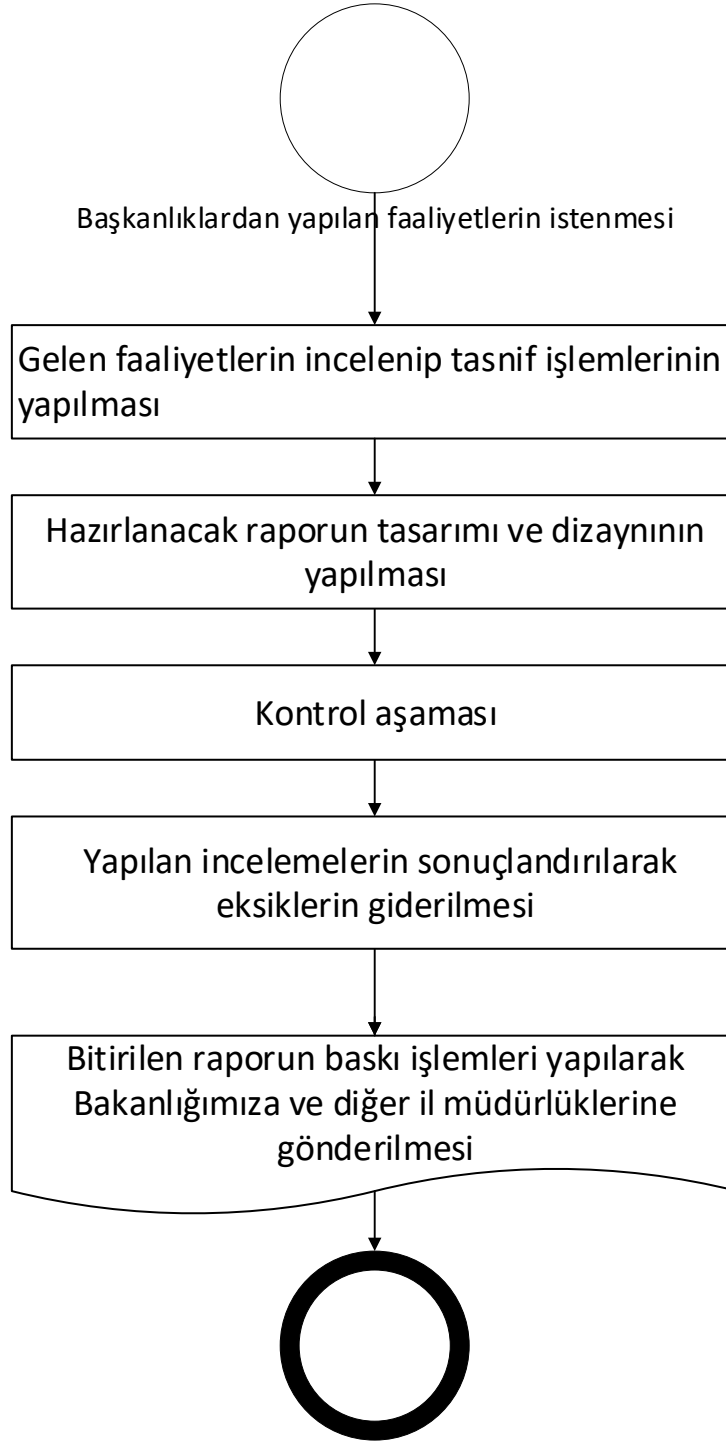 Başkanlıklardan yapılan faaliyetlerin istenmesi
Gelen faaliyetlerin incelenip tasnif işlemlerinin
yapılması
Hazırlanacak raporun tasarımı ve dizaynının
yapılması
Kontrol aşaması
Yapılan incelemelerin sonuçlandırılarak
eksiklerin giderilmesi
Bitirilen raporun baskı işlemleri yapılarak
Bakanlığımıza ve diğer il müdürlüklerine
gönderilmesi